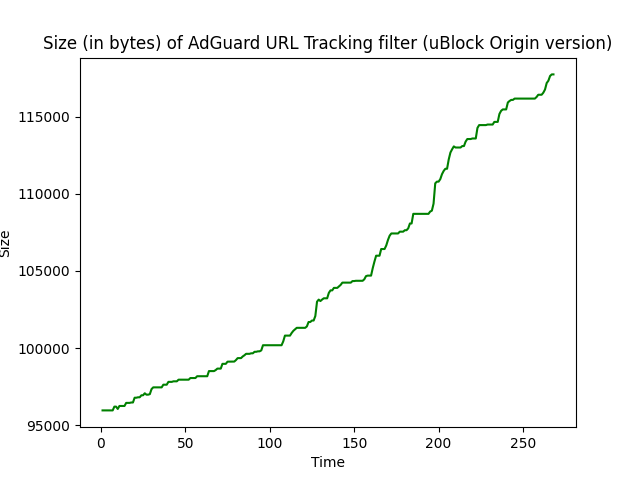 Size (in bytes) of AdGuard URL Tracking filter (uBlock Origin version)
115000
110000
105000
100000
95000
Size
0 50 100 150 200 250
Time